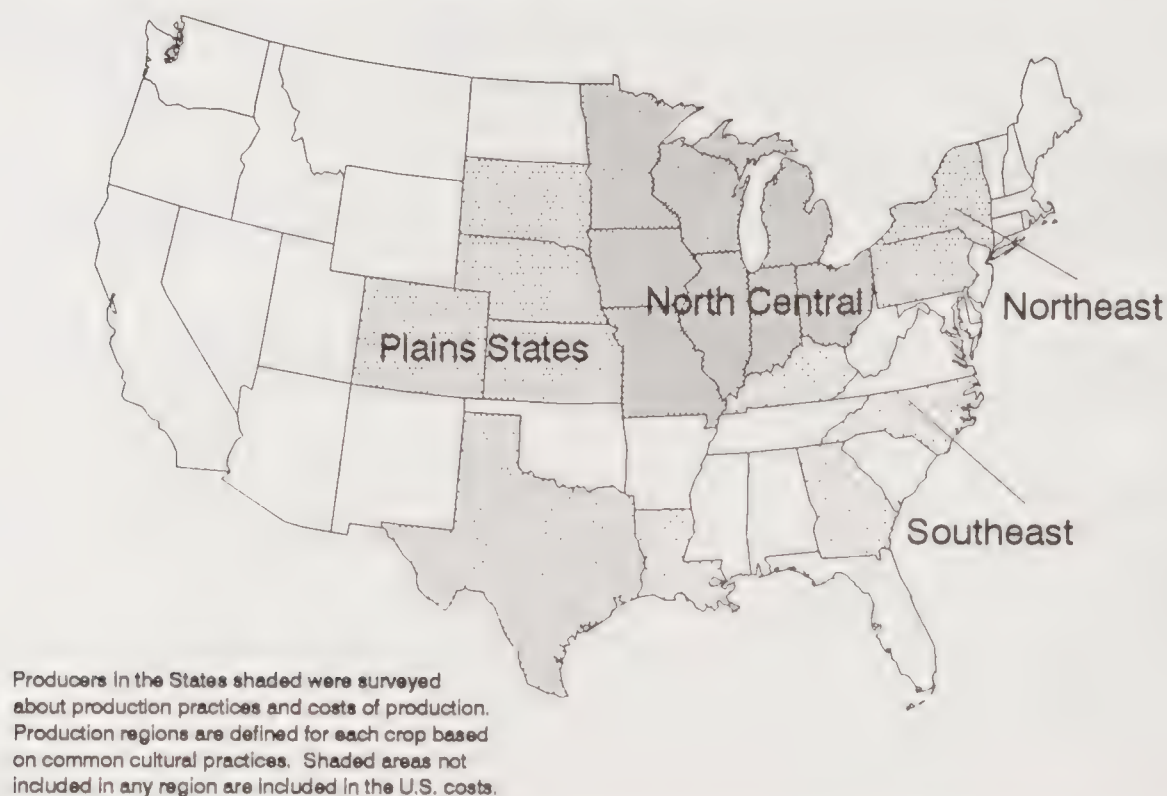 North Central
Northeast
Plains States
Southeast
Producers in the States shaded were surveyed
about production practices and costs of production.
Production regions are defined for each crop based
on common cultural practices. Shaded areas not
included in any region are included in the U.S. costs.